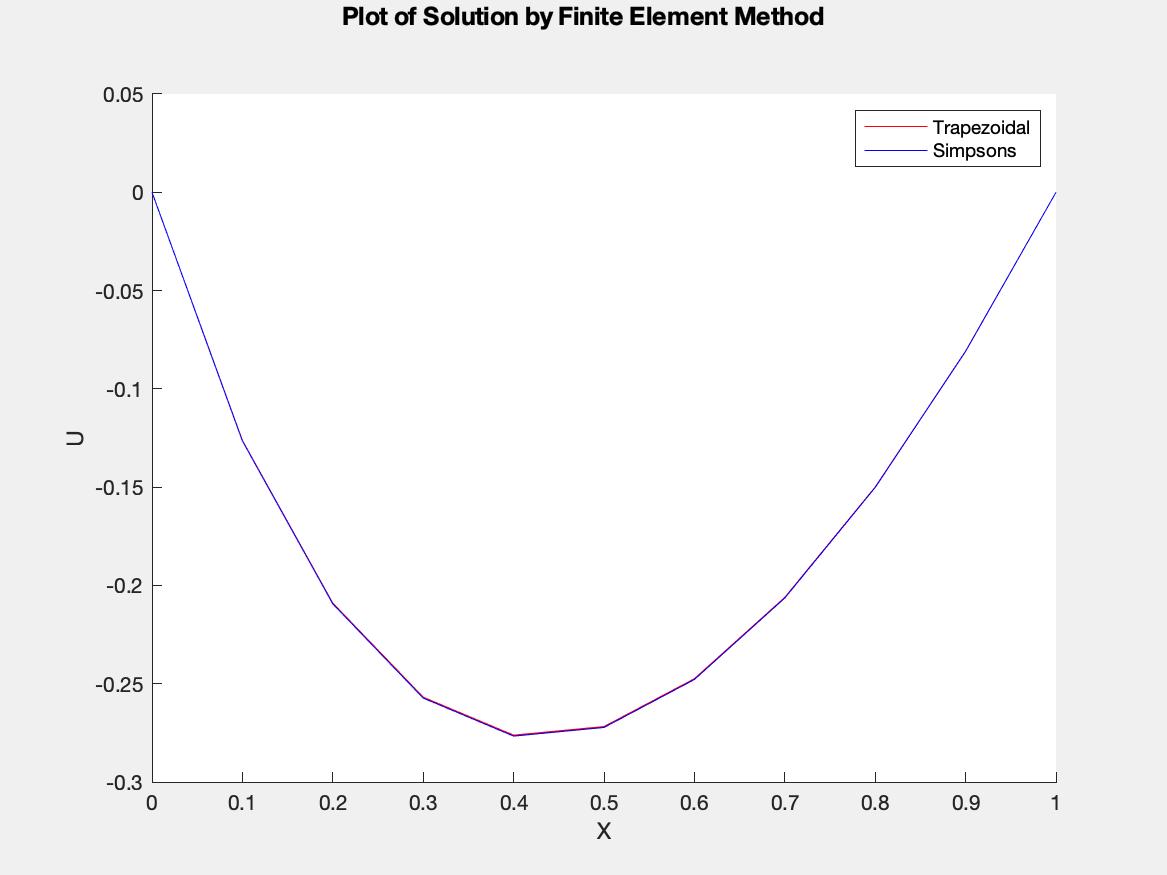 Plot of Solution by Finite Element Method
Trapezoidal
Simpsons
0.05
0
-0.05
-0.1
-0.15
-0.2
-0.25
-0.3
U
0 0.1 0.2 0.3 0.4 0.5 0.6 0.7 0.8 0.9 1
X